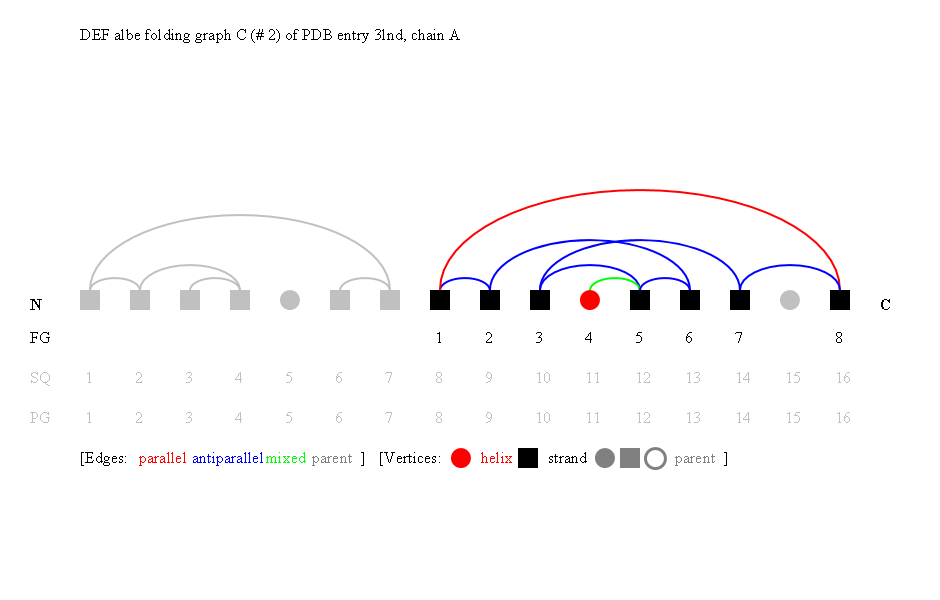 DEF albe folding graph C (# 2) of PDB entry 3lnd, chain A
N C
FG 1 2 3 4 5 6 7 8
SQ 1 2 3 4 5 6 7 8 9 10 11 12 13 14 15 16
PG 1 2 3 4 5 6 7 8 9 10 11 12 13 14 15 16
[Edges: parallel antiparallel mixed parent ] [Vertices: helix strand parent ]